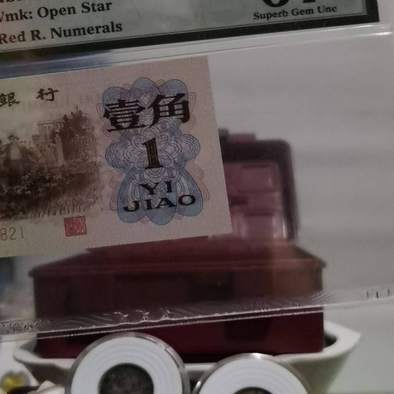 Wmk: Open Star
Red R. Numerals
Superb Gem Unc
銀行
壹角
1
YI
JIAO
821